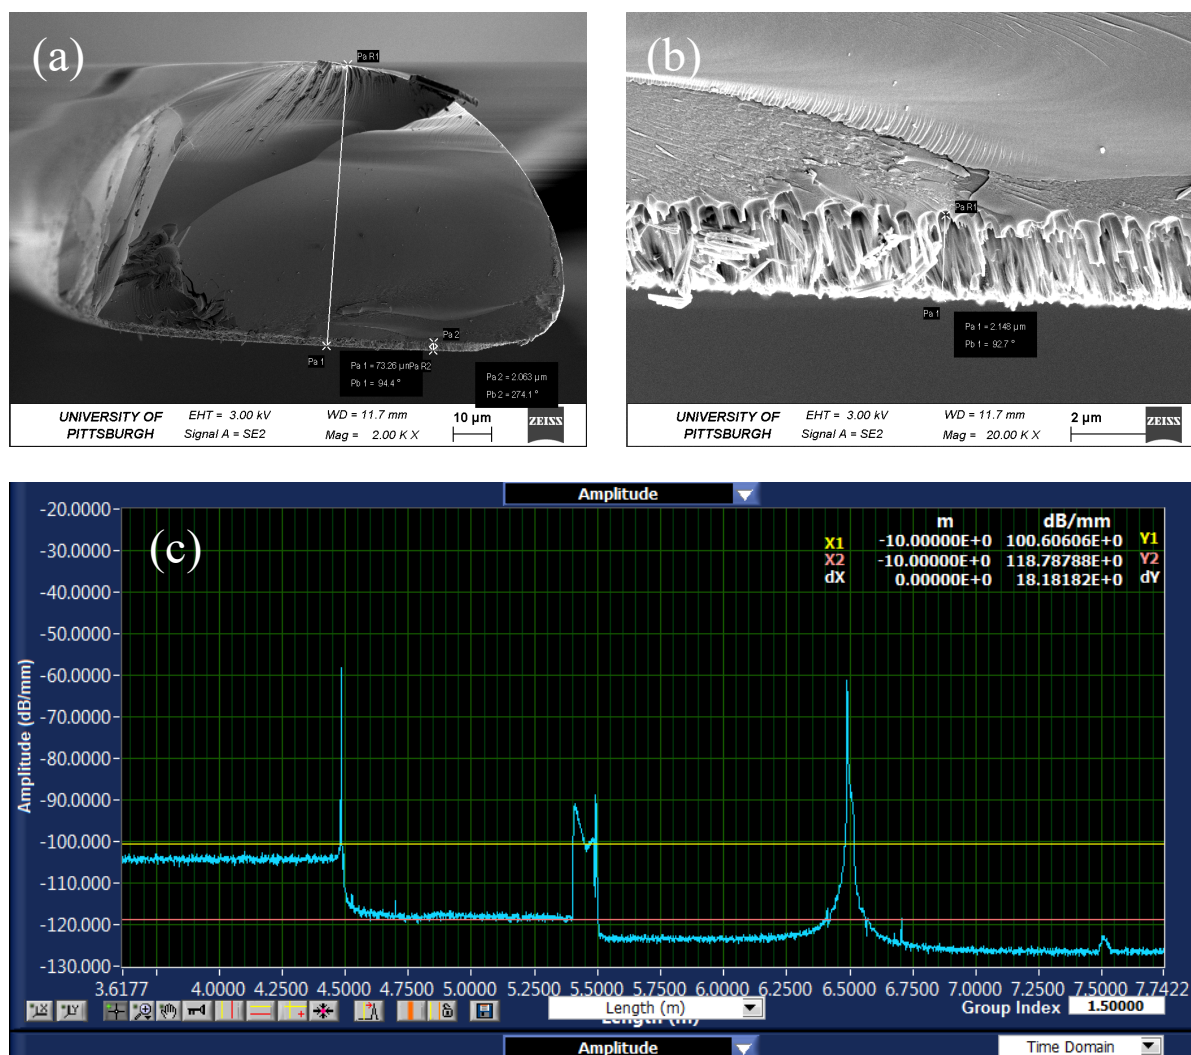 (a)
Pa R1
Pa 2
Pa 1
Pa 1 = 73.26 µm
Pa R2
Pb 1 = 94.4 °
Pa 2 = 2.063 µm
Pb 2 = 274.1 °
UNIVERSITY OF
PITTSBURGH
EHT = 3.00 kV
Signal A = SE2
WD = 11.7 mm
Mag = 2.00 K X
10 µm
ZEISS
(b)
Pa R1
Pa 1
Pa 1 = 2.148 µm
Pb 1 = 92.7 °
UNIVERSITY OF
PITTSBURGH
EHT = 3.00 kV
Signal A = SE2
WD = 11.7 mm
Mag = 20.00 K X
2 µm
ZEISS
Amplitude
(c)
m dB/mm
X1 -10.00000E+0 100.60606E+0 Y1
X2 -10.00000E+0 118.78788E+0 Y2
dX 0.00000E+0 18.18182E+0 dY
Amplitude (dB/mm)
-20.0000
-30.0000
-40.0000
-50.0000
-60.0000
-70.0000
-80.0000
-90.0000
-100.000
-110.000
-120.000
-130.000
3.6177 4.0000 4.2500 4.5000 4.7500 5.0000 5.2500 5.5000 5.7500 6.0000 6.2500 6.5000 6.7500 7.0000 7.2500 7.5000 7.7422
Length (m)
Length (m)
Group Index 1.50000
Amplitude
Time Domain